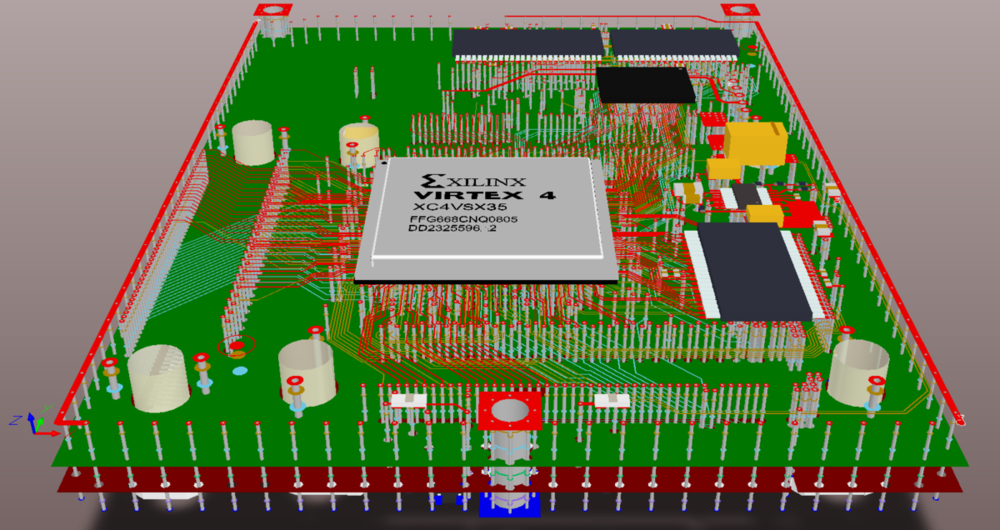 XILINX
VIRTEX 4
XC4VSX35
FFG668CNQ0805
DD2325596
Z